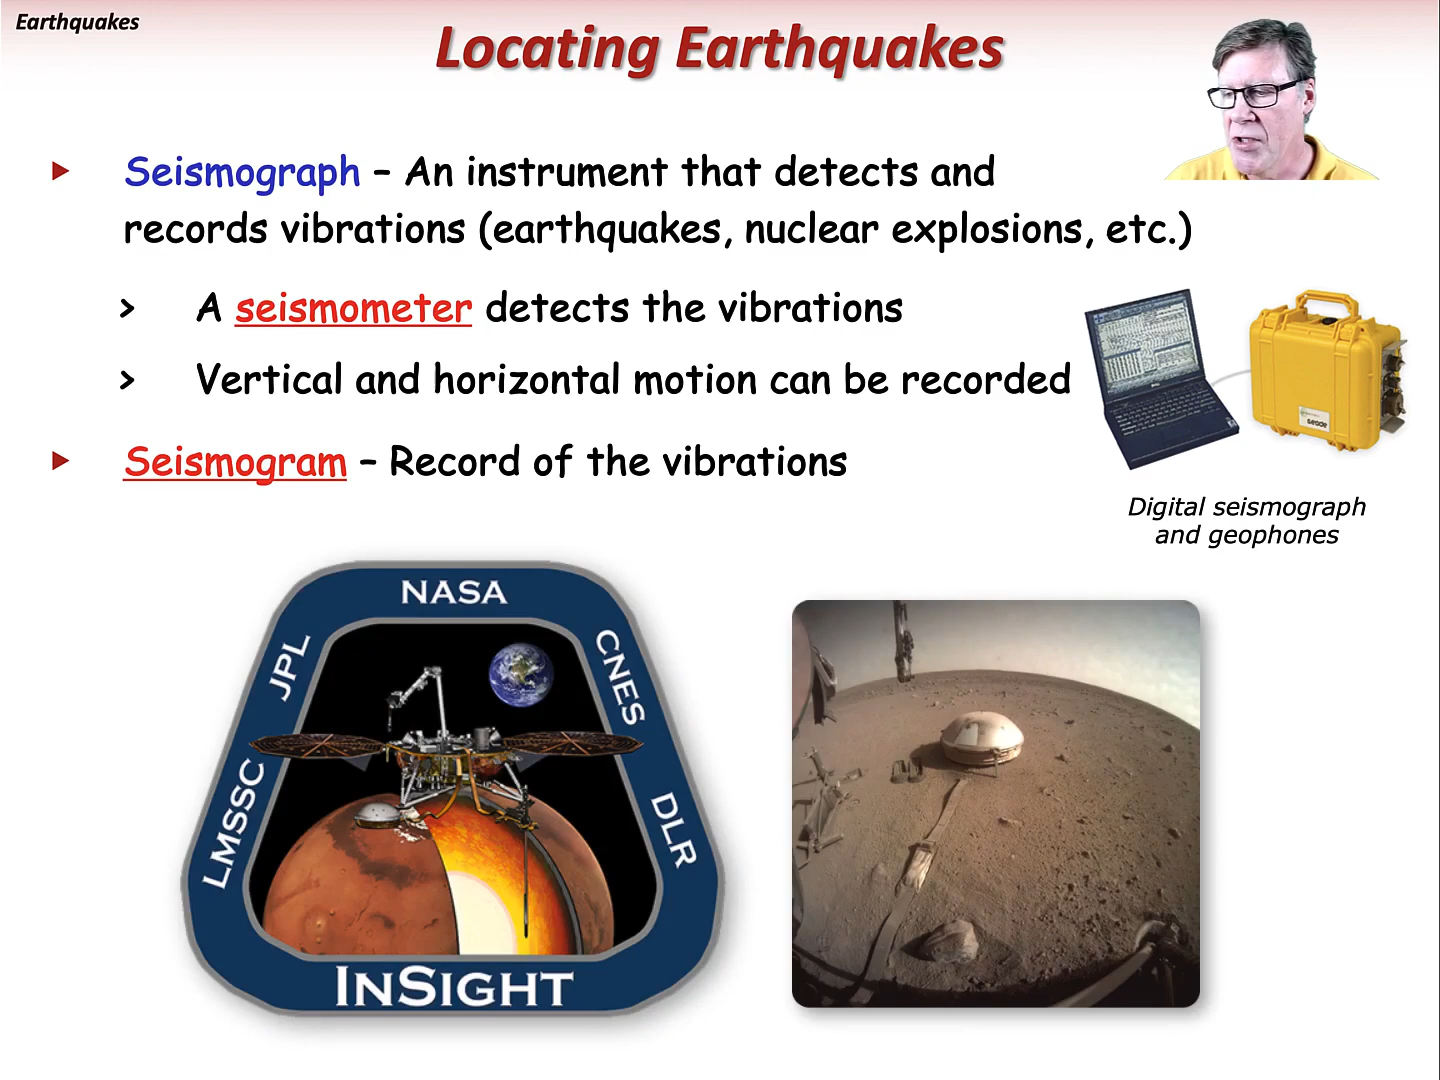 Earthquakes
Locating Earthquakes
Seismograph – An instrument that detects and
records vibrations (earthquakes, nuclear explosions, etc.)
> A seismometer detects the vibrations
> Vertical and horizontal motion can be recorded
Seismogram – Record of the vibrations
GEODE
Digital seismograph
and geophones
NASA
JPL
CNES
LMSSC
DLR
INSIGHT